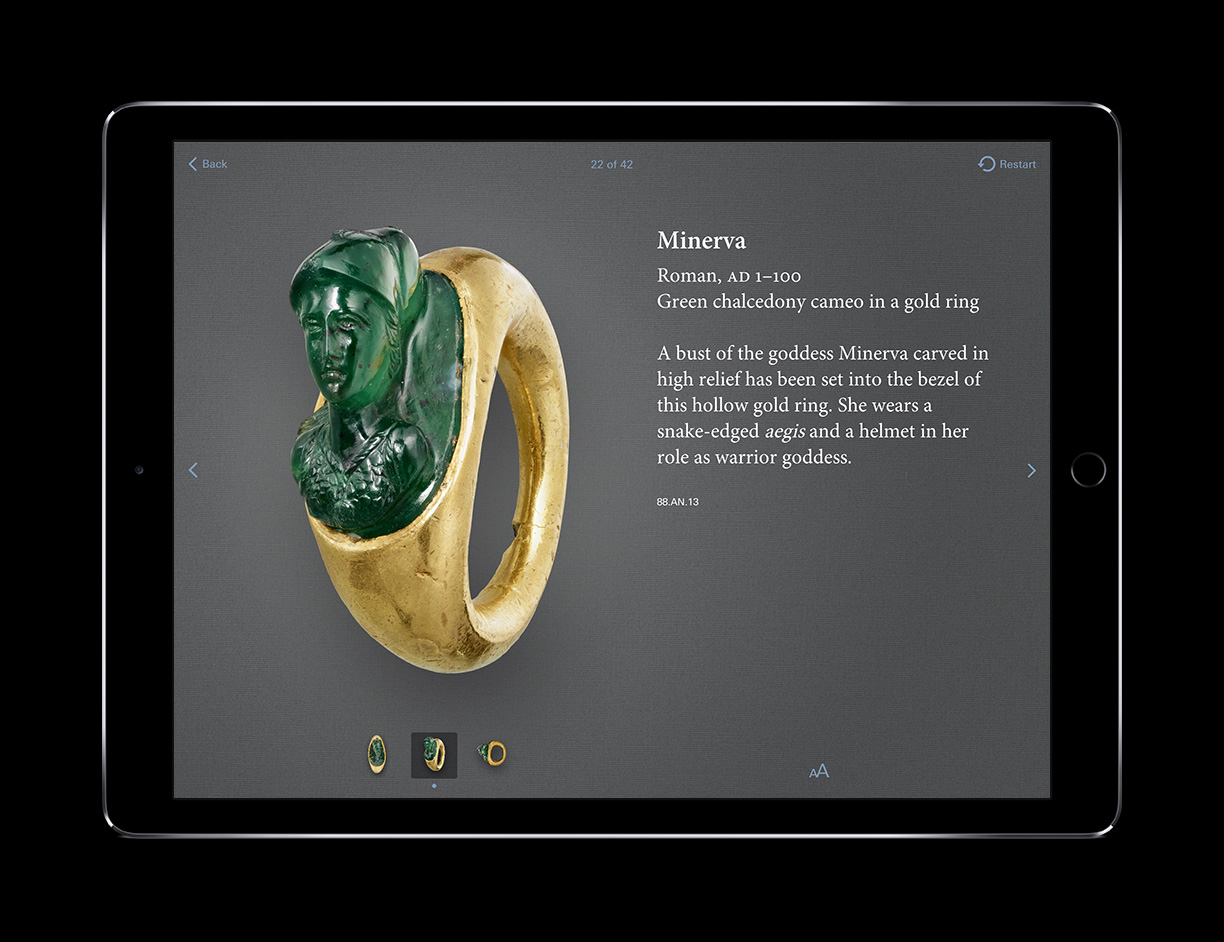 Back
22 of 42
Restart
Minerva
Roman, AD 1–100
Green chalcedony cameo in a gold ring
A bust of the goddess Minerva carved in
high relief has been set into the bezel of
this hollow gold ring. She wears a
snake-edged aegis and a helmet in her
role as warrior goddess.
88.AN.13
AA